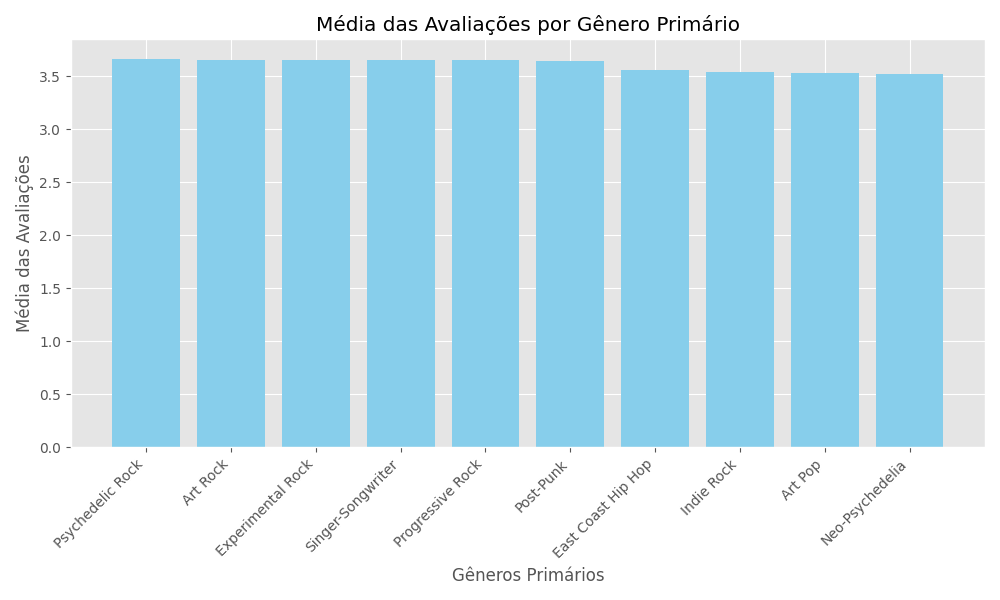 Média das Avaliações por Gênero Primário
Média das Avaliações
3.5
3.0
2.5
2.0
1.5
1.0
0.5
0.0
Psychedelic Rock
Art Rock
Experimental Rock
Singer-Songwriter
Progressive Rock
Post-Punk
East Coast Hip Hop
Indie Rock
Art Pop
Neo-Psychedelia
Gêneros Primários